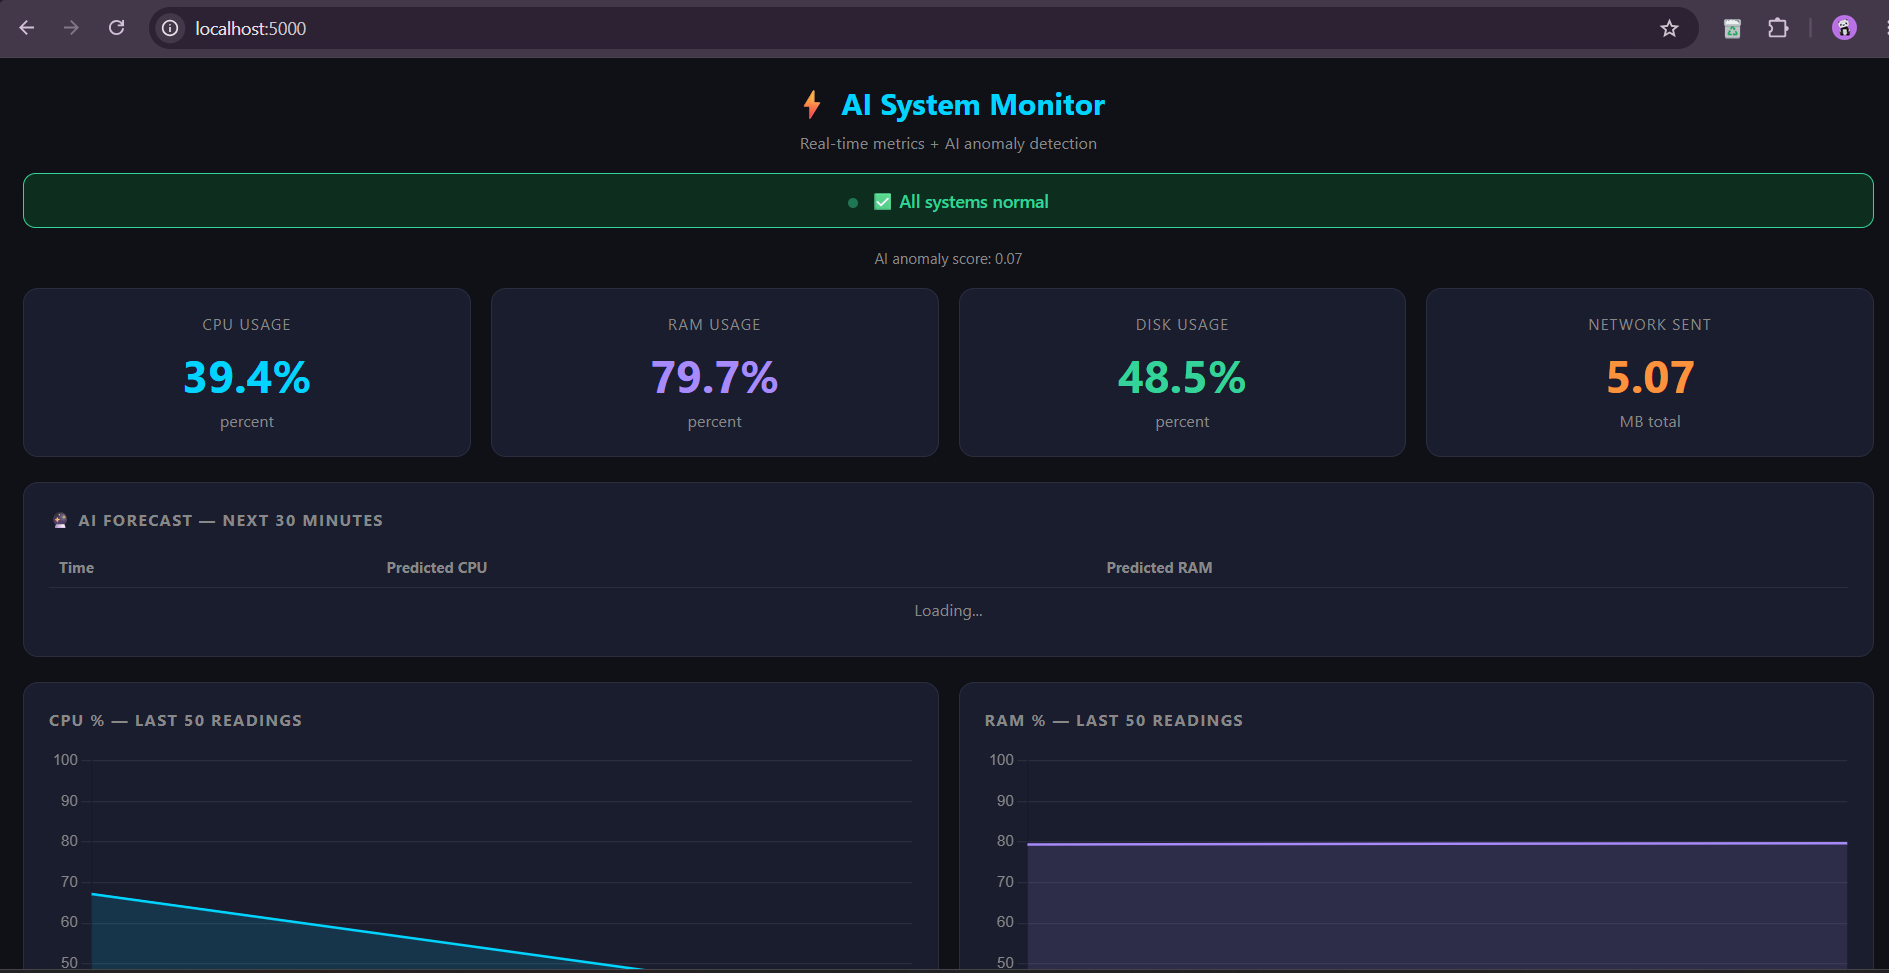 localhost:5000
AI System Monitor
Real-time metrics + AI anomaly detection
All systems normal
AI anomaly score: 0.07
CPU USAGE
39.4%
percent
RAM USAGE
79.7%
percent
DISK USAGE
48.5%
percent
NETWORK SENT
5.07
MB total
AI FORECAST — NEXT 30 MINUTES
Time Predicted CPU Predicted RAM
Loading...
CPU % — LAST 50 READINGS
100
90
80
70
60
50
RAM % — LAST 50 READINGS
100
90
80
70
60
50